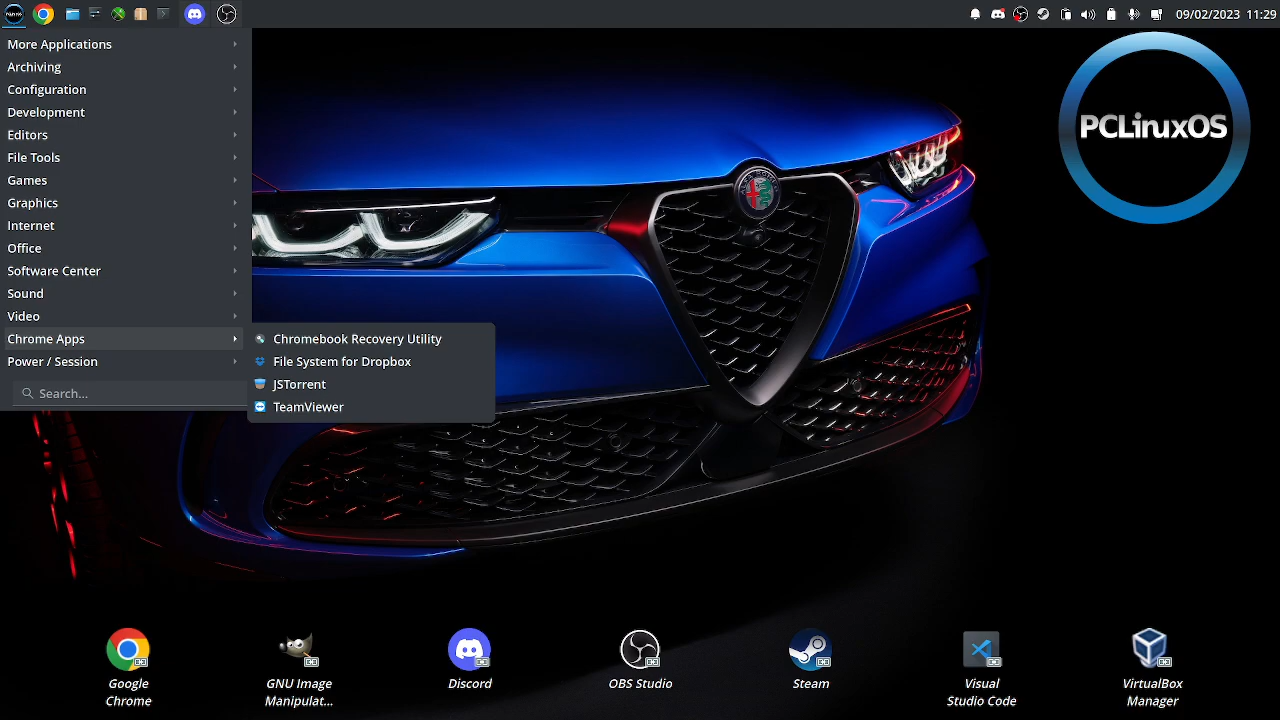 09/02/2023 11:29
More Applications
Archiving
Configuration
Development
Editors
File Tools
Games
Graphics
Internet
Office
Software Center
Sound
Video
Chrome Apps
Power / Session
Search...
Chromebook Recovery Utility
File System for Dropbox
JSTorrent
TeamViewer
PCLinuxOS
Google
Chrome
GNU Image
Manipulat...
Discord
OBS Studio
Steam
Visual
Studio Code
VirtualBox
Manager